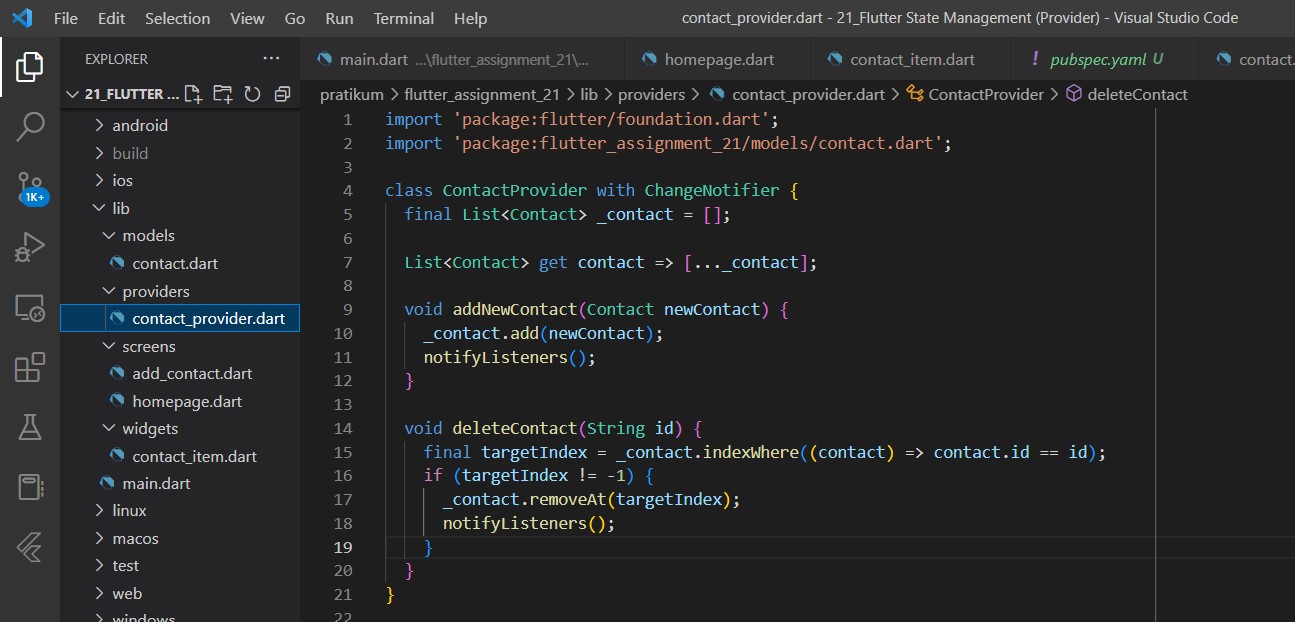 File Edit Selection View Go Run Terminal Help contact_provider.dart - 21_Flutter State Management (Provider) - Visual Studio Code
EXPLORER ···
main.dart ...\flutter_assignment_21\... homepage.dart contact_item.dart ! pubspec.yaml U contact.
21_FLUTTER ...
pratikum > flutter_assignment_21 > lib > providers > contact_provider.dart > ContactProvider > deleteContact
android
build
ios
1K+
lib
models
contact.dart
providers
contact_provider.dart
screens
add_contact.dart
homepage.dart
widgets
contact_item.dart
main.dart
linux
macos
test
web
windows
1 import 'package:flutter/foundation.dart';
2 import 'package:flutter_assignment_21/models/contact.dart';
3
4 class ContactProvider with ChangeNotifier {
5 final List<Contact> _contact = [];
6
7 List<Contact> get contact => [..._contact];
8
9 void addNewContact(Contact newContact) {
10 _contact.add(newContact);
11 notifyListeners();
12 }
13
14 void deleteContact(String id) {
15 final targetIndex = _contact.indexWhere((contact) => contact.id == id);
16 if (targetIndex != -1) {
17 _contact.removeAt(targetIndex);
18 notifyListeners();
19 }
20 }
21 }
22